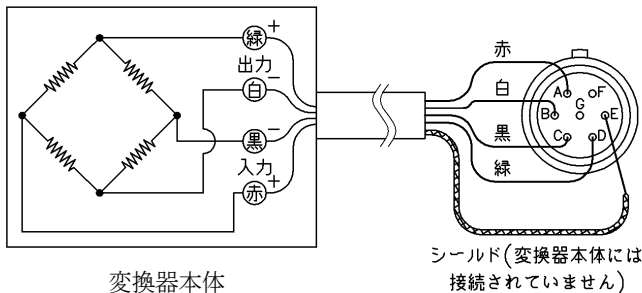 緑 +
出力
白 −
黒 −
入力
赤 +
変換器本体
赤
白
黒
緑
A
F
G
B
E
C
D
シールド(変換器本体には
接続されていません)